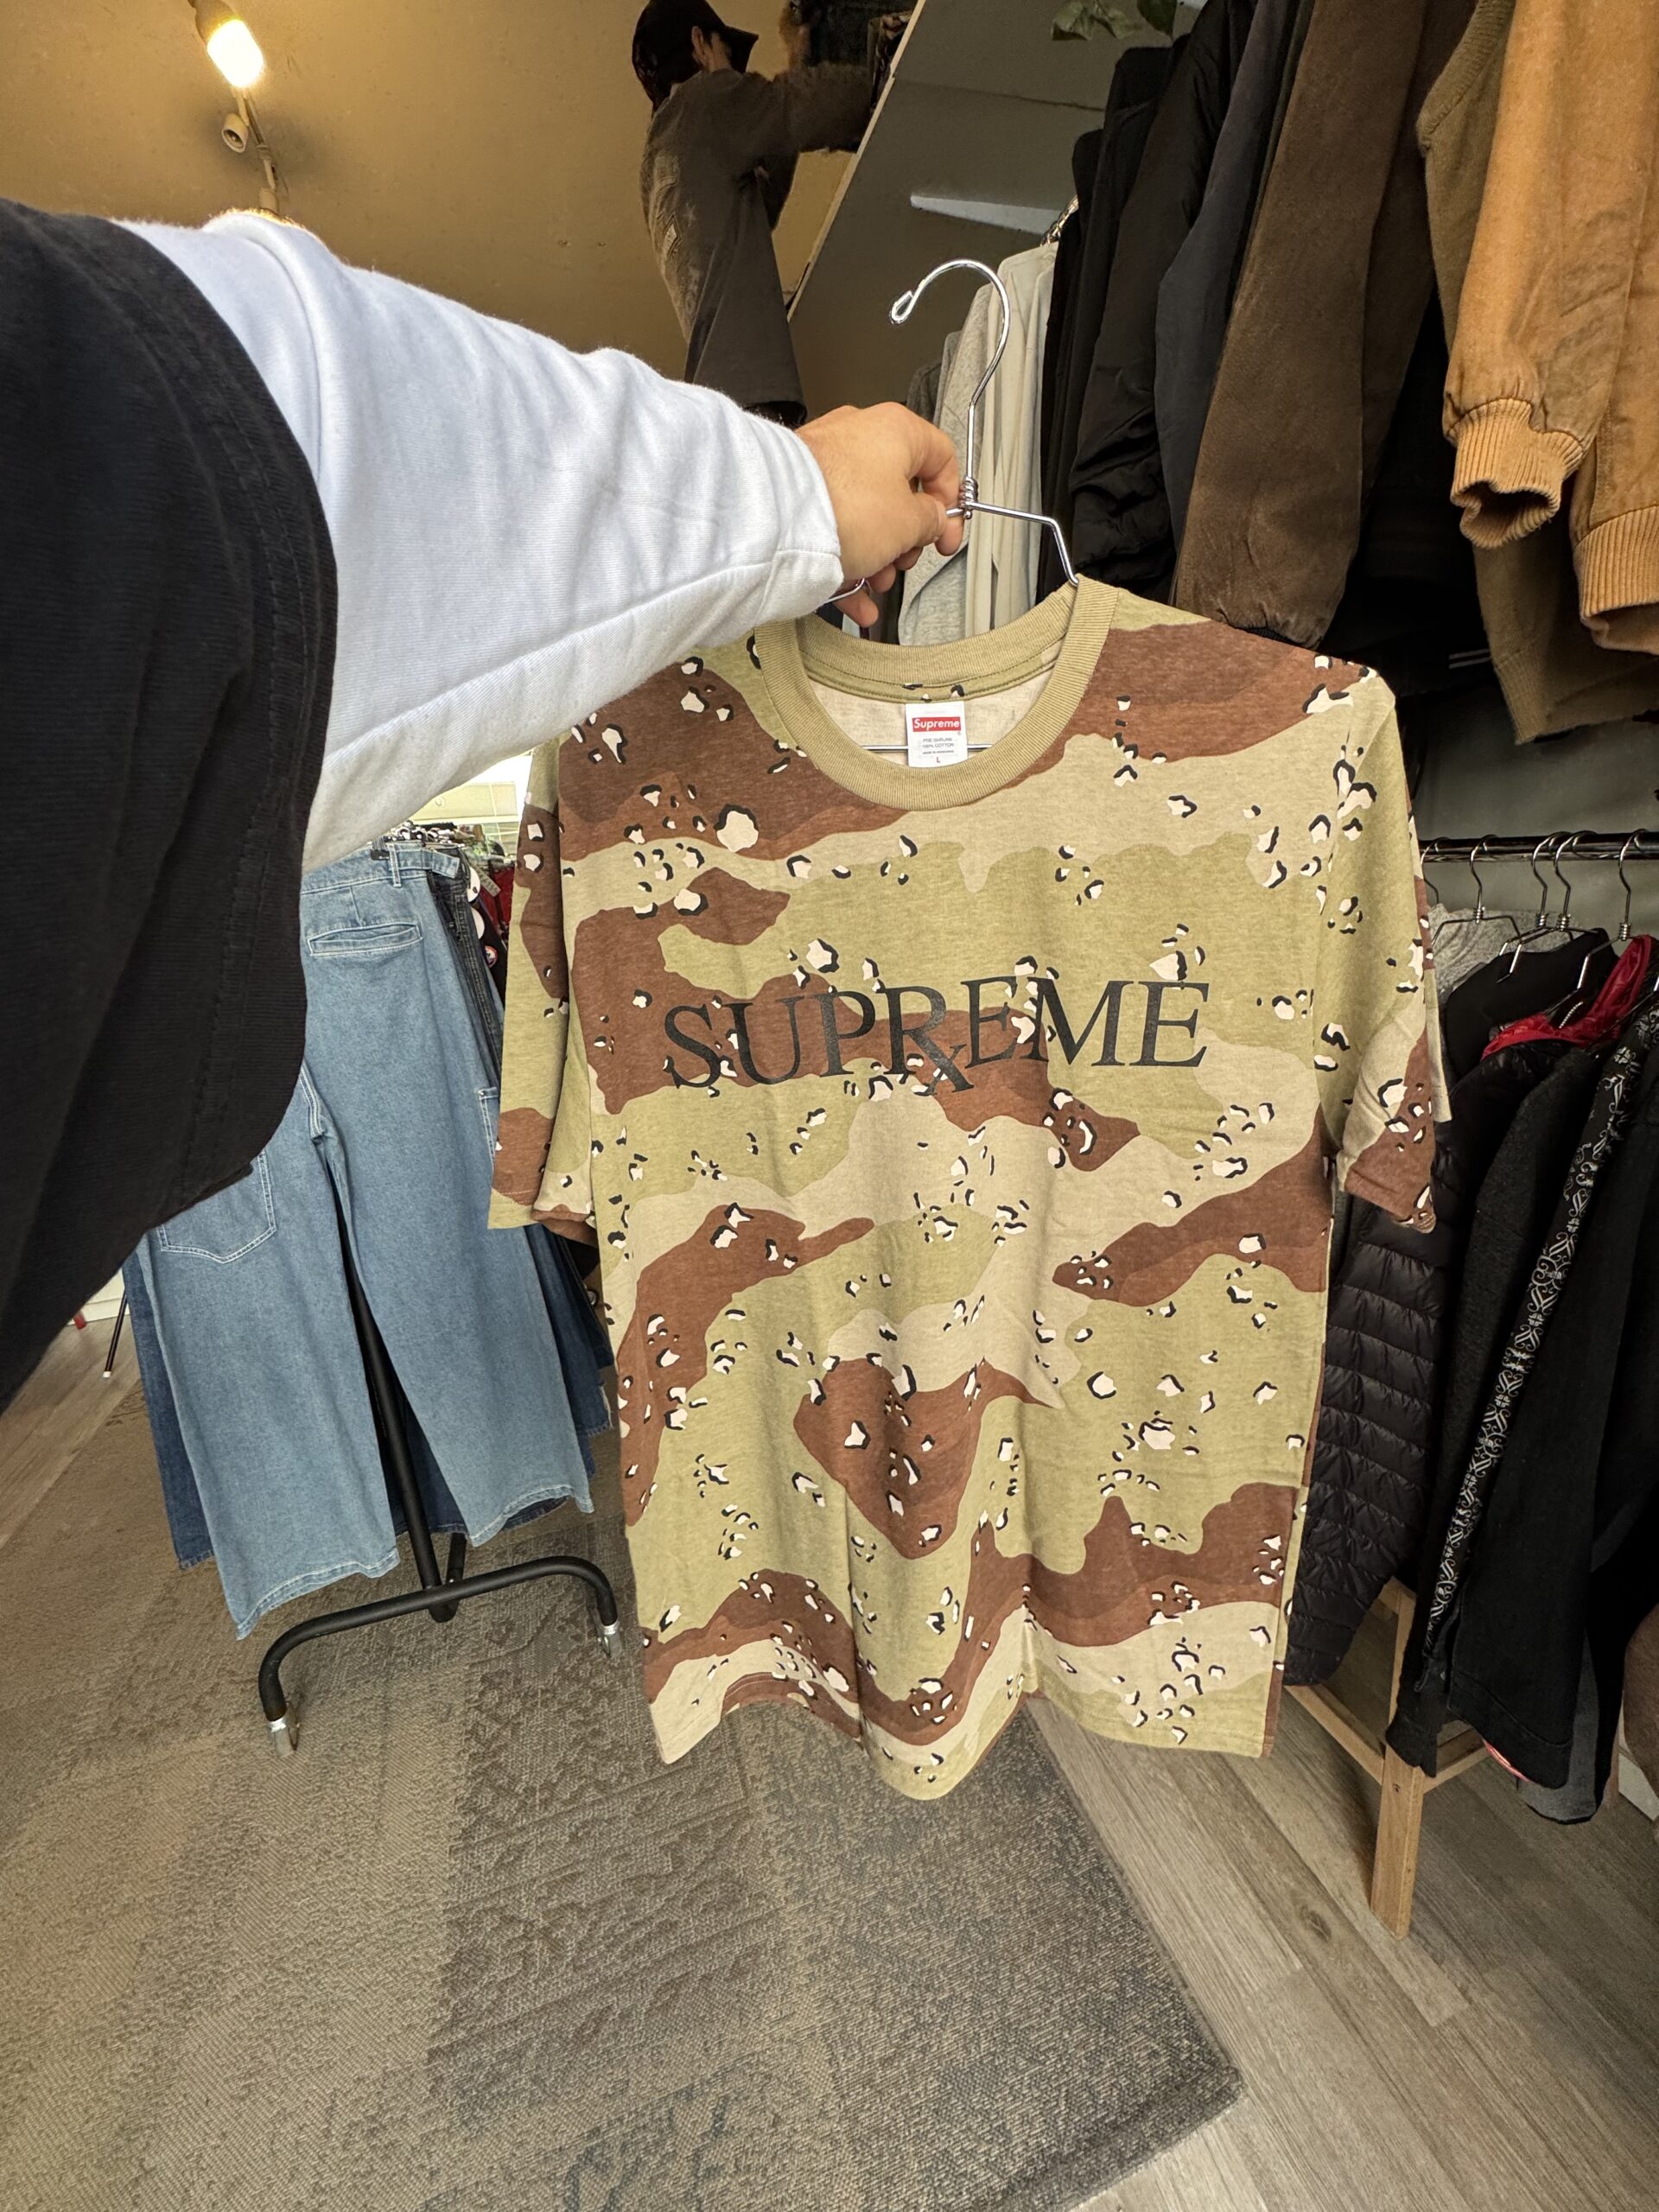 Supreme
PRE-SHRUNK
100% COTTON
L
SUPREME